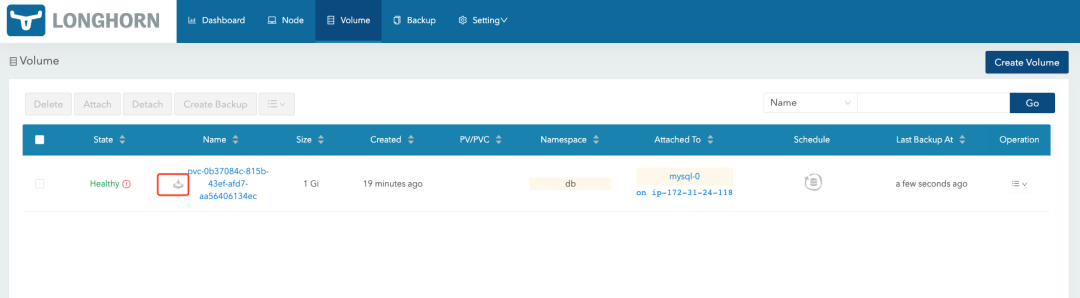 LONGHORN
Dashboard Node Volume Backup Setting
Volume
Create Volume
Delete Attach Detach Create Backup
Name Go
State Name Size Created PV/PVC Namespace Attached To Schedule Last Backup At Operation
Healthy pvc-0b37084c-815b-43ef-afd7-aa56406134ec 1 Gi 19 minutes ago db mysql-0 a few seconds ago
on ip-172-31-24-118